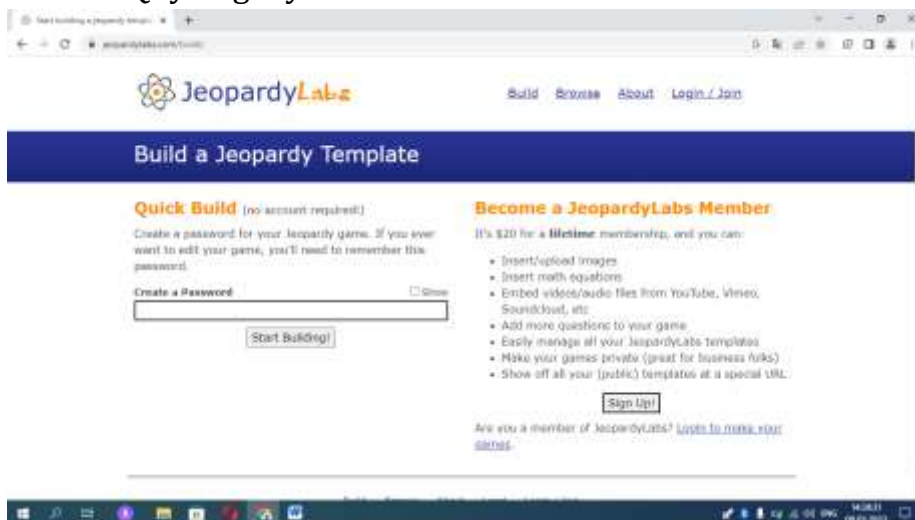 JeopardyLabs
Build Browse About Login / Join
Build a Jeopardy Template
Quick Build (no account required!)
Create a password for your Jeopardy game. If you ever
want to edit your game, you'll need to remember this
password.
Create a Password Show
Start Building!
Become a JeopardyLabs Member
It's $20 for a lifetime membership, and you can:
Insert/upload images
Insert math equations
Embed videos/audio files from YouTube, Vimeo,
Soundcloud, etc
Add more questions to your game
Easily manage all your JeopardyLabs templates
Make your games private (great for business folks)
Show off all your (public) templates at a special URL.
Sign Up!
Are you a member of JeopardyLabs? Login to make your
games.